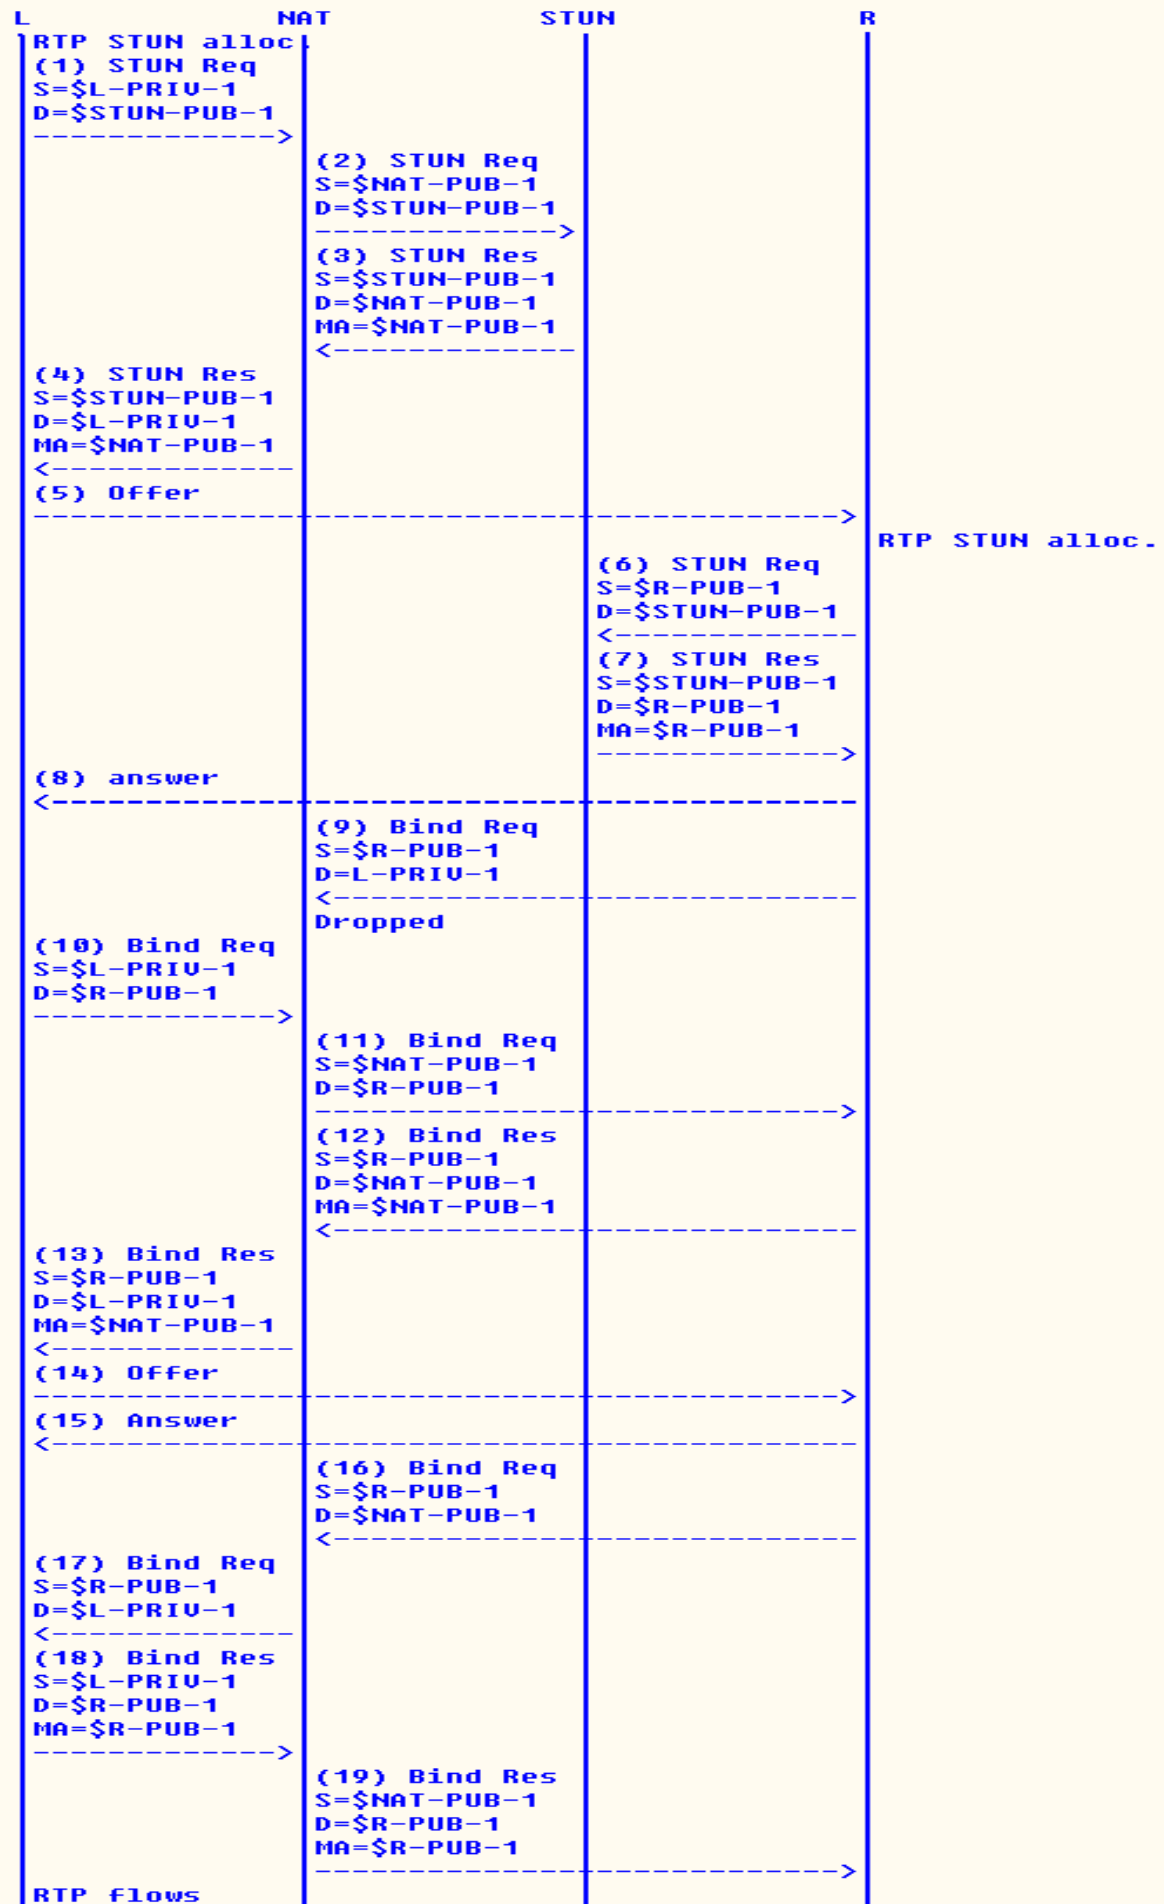 L NAT STUN R
RTP STUN alloc.
(1) STUN Req
S=$L-PRIV-1
D=$STUN-PUB-1
------------->
(2) STUN Req
S=$NAT-PUB-1
D=$STUN-PUB-1
------------->
(3) STUN Res
S=$STUN-PUB-1
D=$NAT-PUB-1
MA=$NAT-PUB-1
<-------------
(4) STUN Res
S=$STUN-PUB-1
D=$L-PRIV-1
MA=$NAT-PUB-1
<-------------
(5) Offer
------------------------------------------->
RTP STUN alloc.
(6) STUN Req
S=$R-PUB-1
D=$STUN-PUB-1
<-------------
(7) STUN Res
S=$STUN-PUB-1
D=$R-PUB-1
MA=$R-PUB-1
------------->
(8) answer
<-------------------------------------------
(9) Bind Req
S=$R-PUB-1
D=L-PRIV-1
<----------------------------
Dropped
(10) Bind Req
S=$L-PRIV-1
D=$R-PUB-1
------------->
(11) Bind Req
S=$NAT-PUB-1
D=$R-PUB-1
---------------------------->
(12) Bind Res
S=$R-PUB-1
D=$NAT-PUB-1
MA=$NAT-PUB-1
<----------------------------
(13) Bind Res
S=$R-PUB-1
D=$L-PRIV-1
MA=$NAT-PUB-1
<-------------
(14) Offer
------------------------------------------->
(15) Answer
<-------------------------------------------
(16) Bind Req
S=$R-PUB-1
D=$NAT-PUB-1
<----------------------------
(17) Bind Req
S=$R-PUB-1
D=$L-PRIV-1
<-------------
(18) Bind Res
S=$L-PRIV-1
D=$R-PUB-1
MA=$R-PUB-1
------------->
(19) Bind Res
S=$NAT-PUB-1
D=$R-PUB-1
MA=$R-PUB-1
---------------------------->
RTP flows